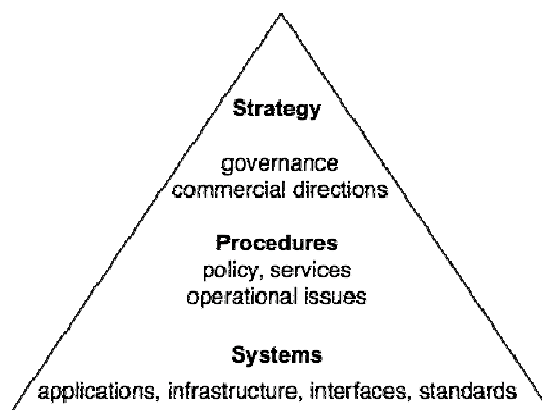 Strategy
governance
commercial directions
Procedures
policy, services
operational issues
Systems
applications, infrastructure, interfaces, standards